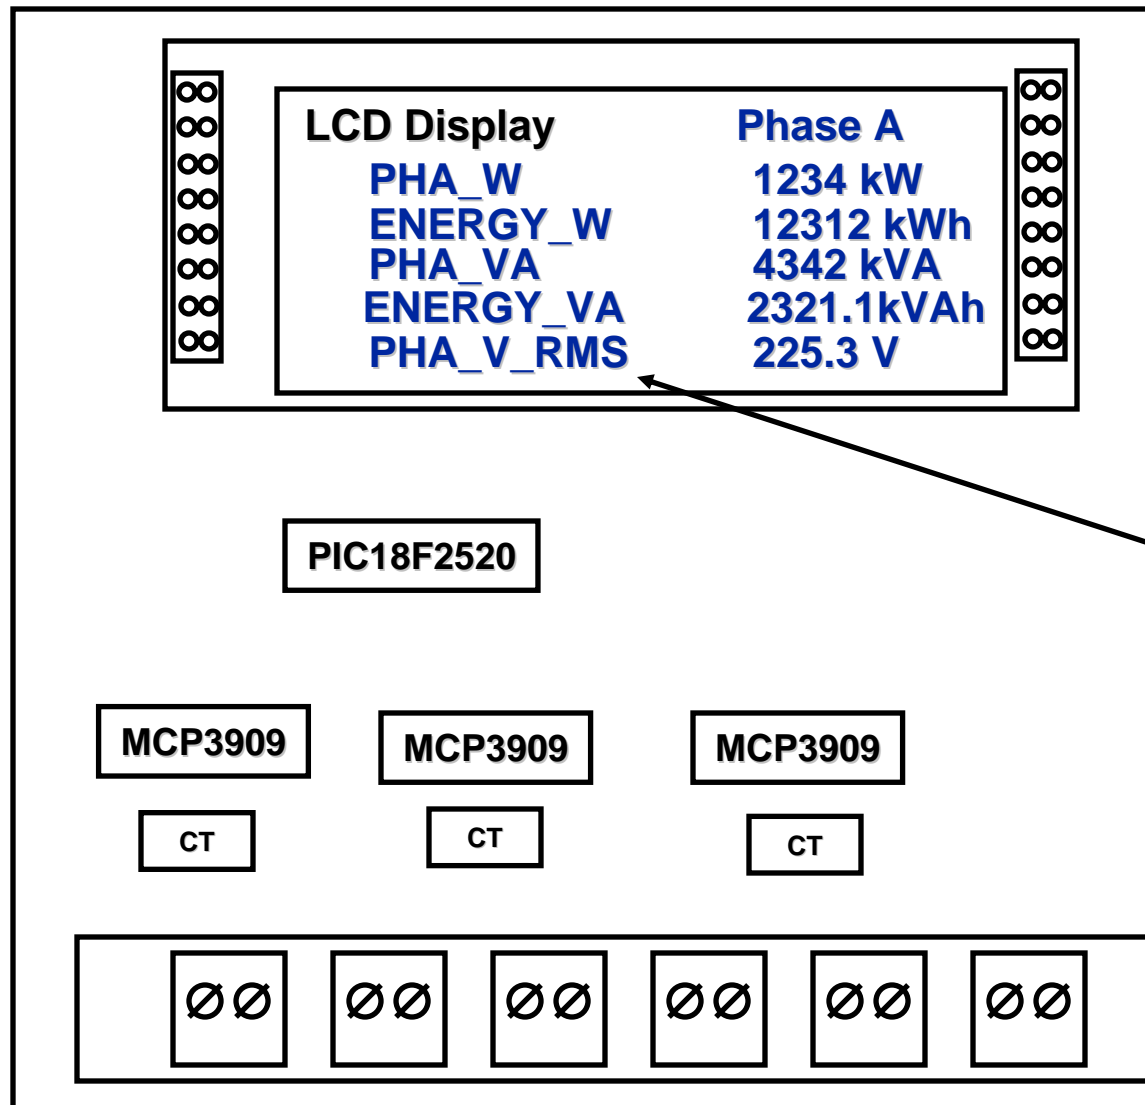 LCD Display Phase A
PHA_W 1234 kW
ENERGY_W 12312 kWh
PHA_VA 4342 kVA
ENERGY_VA 2321.1kVAh
PHA_V_RMS 225.3 V
PIC18F2520
MCP3909 MCP3909 MCP3909
CT CT CT